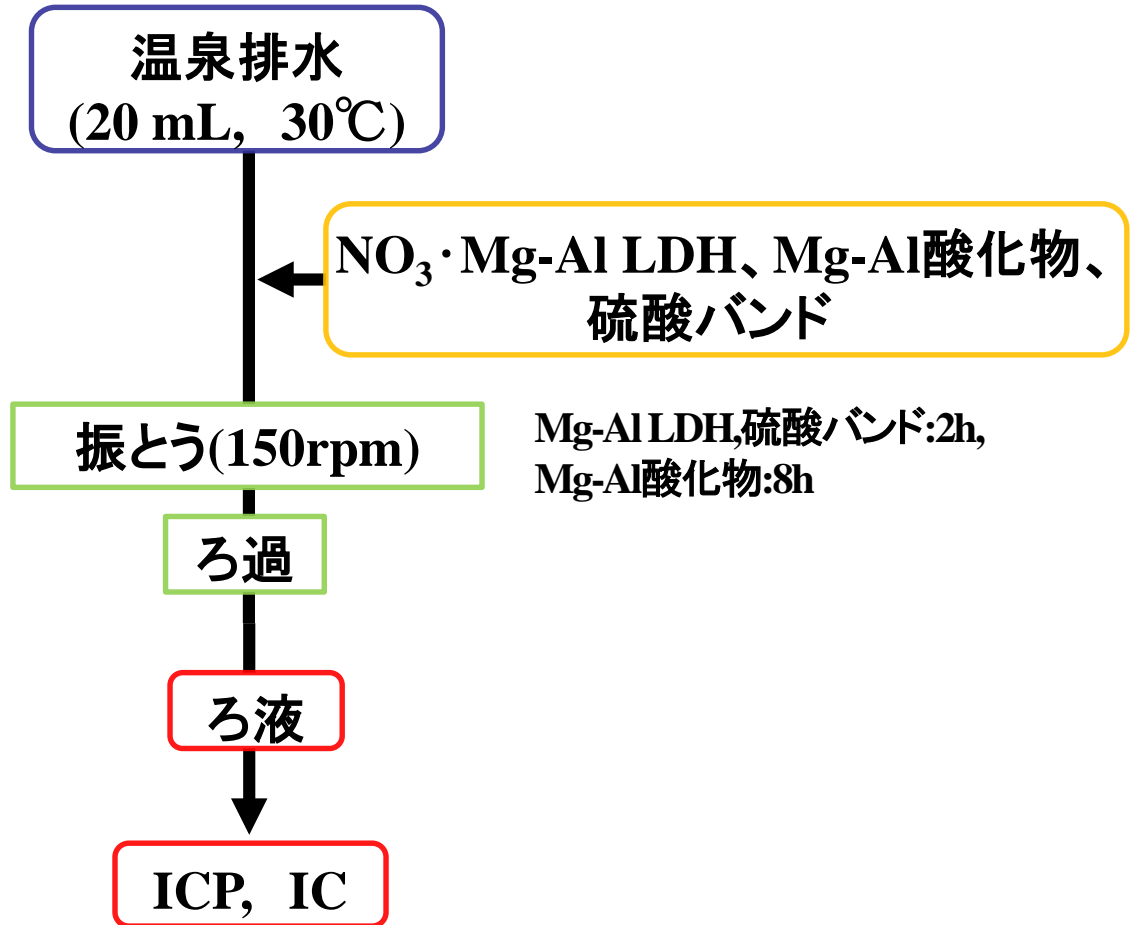 温泉排水
(20 mL, 30℃)
NO₃･Mg-Al LDH、Mg-Al酸化物、
硫酸バンド
振とう(150rpm)
Mg-Al LDH,硫酸バンド:2h,
Mg-Al酸化物:8h
ろ過
ろ液
ICP, IC